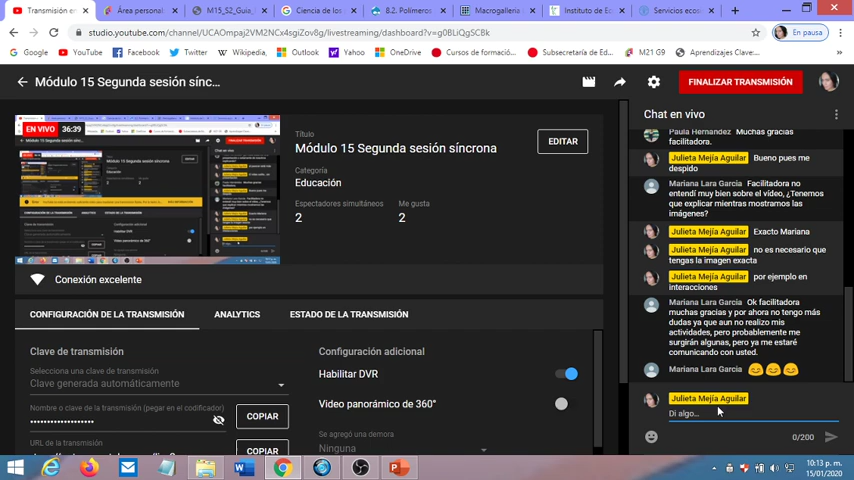 Transmisión en
Área personal
M15_S2_Guia_
Ciencia de los
8.2. Polímeros
Macrogalleria
Instituto de E
Servicios ecos
studio.youtube.com/channel/UCAOmpaj2VM2NCx4sgiZov8g/livestreaming/dashboard?v=g0BLiQgSCBk
En pausa
Google
YouTube
Facebook
Twitter
Wikipedia,
Outlook
Yahoo
OneDrive
Cursos de formació...
Subsecretaría de Ed...
M21 G9
Aprendizajes Clave:...
Módulo 15 Segunda sesión sínc...
FINALIZAR TRANSMISIÓN
EN VIVO 36:39
Título
Módulo 15 Segunda sesión síncrona
EDITAR
Categoría
Educación
Espectadores simultáneos
Me gusta
2
2
Conexión excelente
CONFIGURACIÓN DE LA TRANSMISIÓN
ANALYTICS
ESTADO DE LA TRANSMISIÓN
Clave de transmisión
Selecciona una clave de transmisión
Clave generada automáticamente
Nombre o clave de la transmisión (pegar en el codificador)
••••••••••••••••••
COPIAR
URL de la transmisión
COPIAR
Configuración adicional
Habilitar DVR
Video panorámico de 360°
Se agregó una demora
Ninguna
Chat en vivo
Paula Hernandez Muchas gracias
facilitadora.
Julieta Mejía Aguilar Bueno pues me
despido
Mariana Lara Garcia Facilitadora no
entendí muy bien sobre el vídeo, ¿Tenemos
que explicar mientras mostramos las
imágenes?
Julieta Mejía Aguilar Exacto Mariana
Julieta Mejía Aguilar no es necesario que
tengas la imagen exacta
Julieta Mejía Aguilar por ejemplo en
interacciones
Mariana Lara Garcia Ok facilitadora
muchas gracias y por ahora no tengo más
dudas ya que aun no realizo mis
actividades, pero probablemente me
surgirán algunas, pero ya me estaré
comunicando con usted.
Mariana Lara Garcia 😊😊😊
Julieta Mejía Aguilar
Di algo...
0/200
10:13 p. m.
15/01/2020